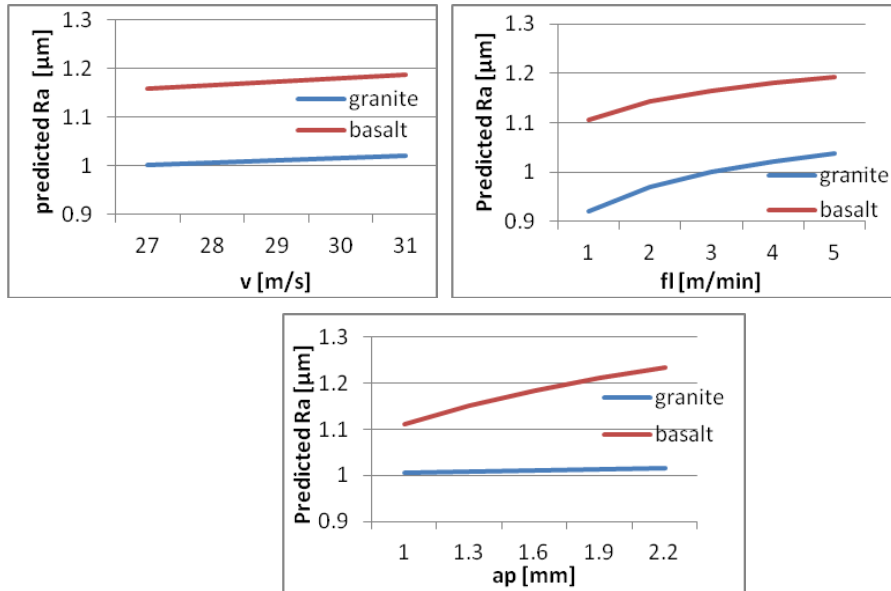 predicted Ra [µm]
1.3
1.2
1.1
1
0.9
granite
basalt
27 28 29 30 31
v [m/s]
Predicted Ra [µm]
1.3
1.2
1.1
1
0.9
granite
basalt
1 2 3 4 5
fl [m/min]
Predicted Ra [µm]
1.3
1.2
1.1
1
0.9
granite
basalt
1 1.3 1.6 1.9 2.2
ap [mm]